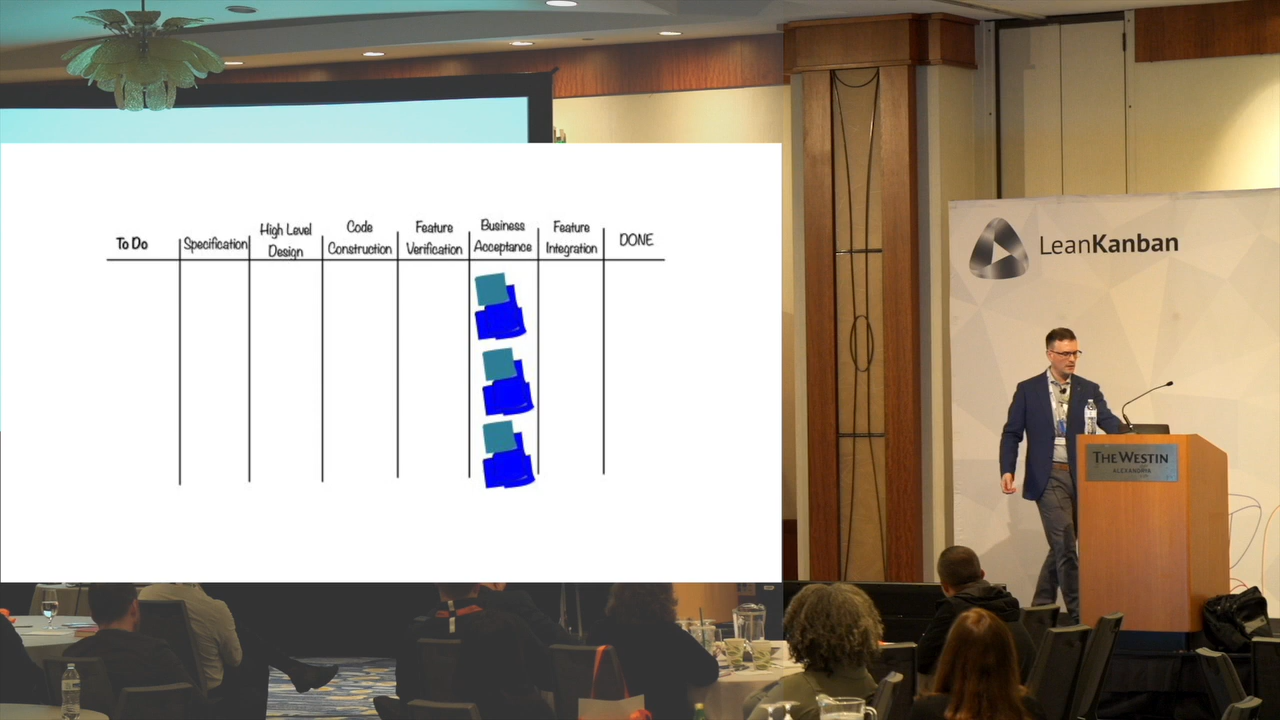 To Do
Specification
High Level
Design
Code
Construction
Feature
Verification
Business
Acceptance
Feature
Integration
DONE
LeanKanban
THE WESTIN
ALEXANDRIA